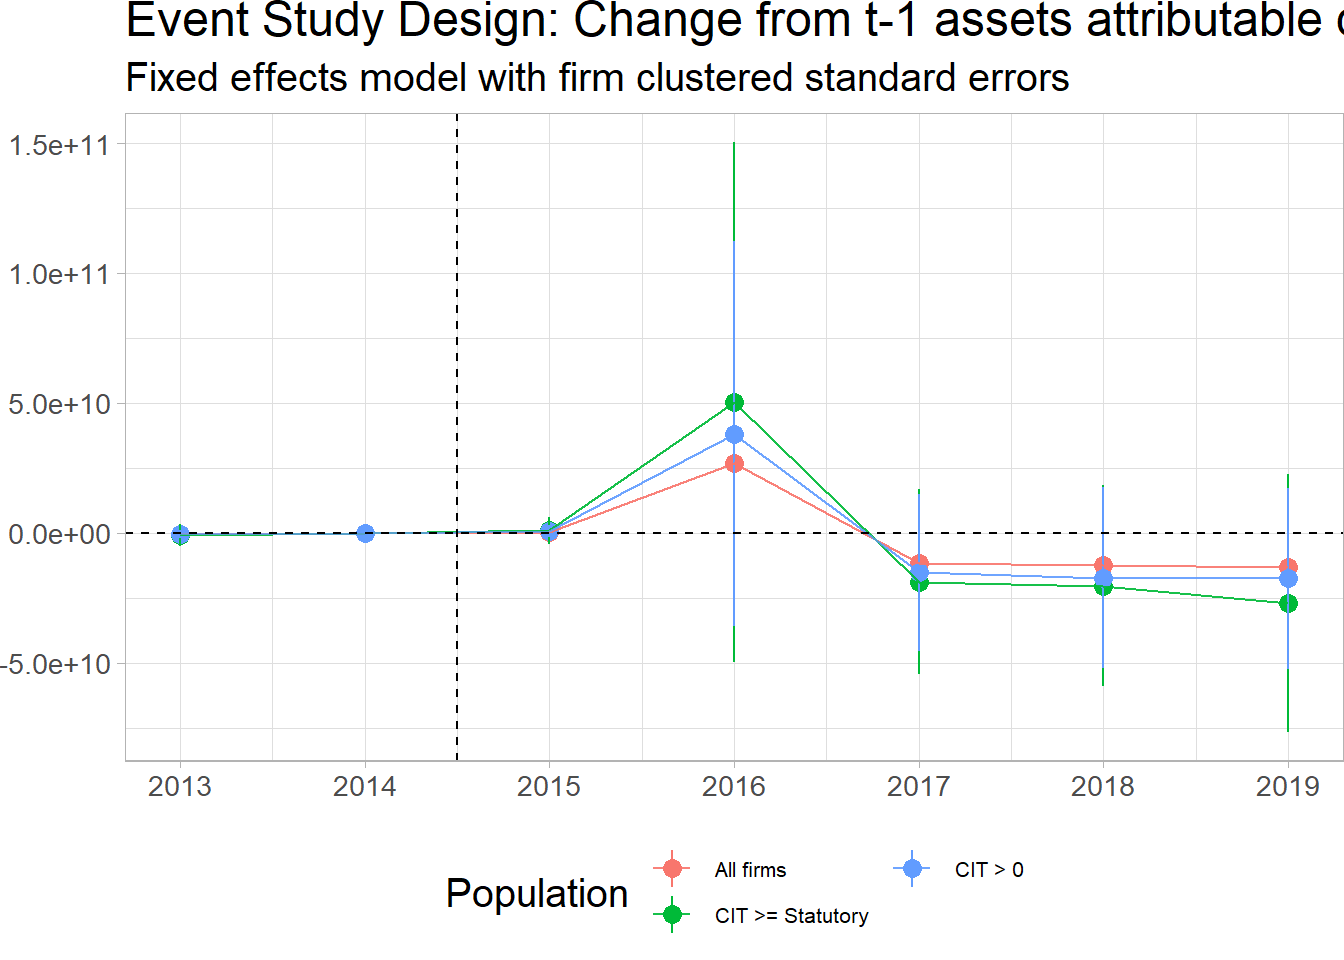 Event Study Design: Change from t-1 assets attributable
Fixed effects model with firm clustered standard errors
1.5e+11
1.0e+11
5.0e+10
0.0e+00
-5.0e+10
2013 2014 2015 2016 2017 2018 2019
Population
All firms
CIT > 0
CIT >= Statutory